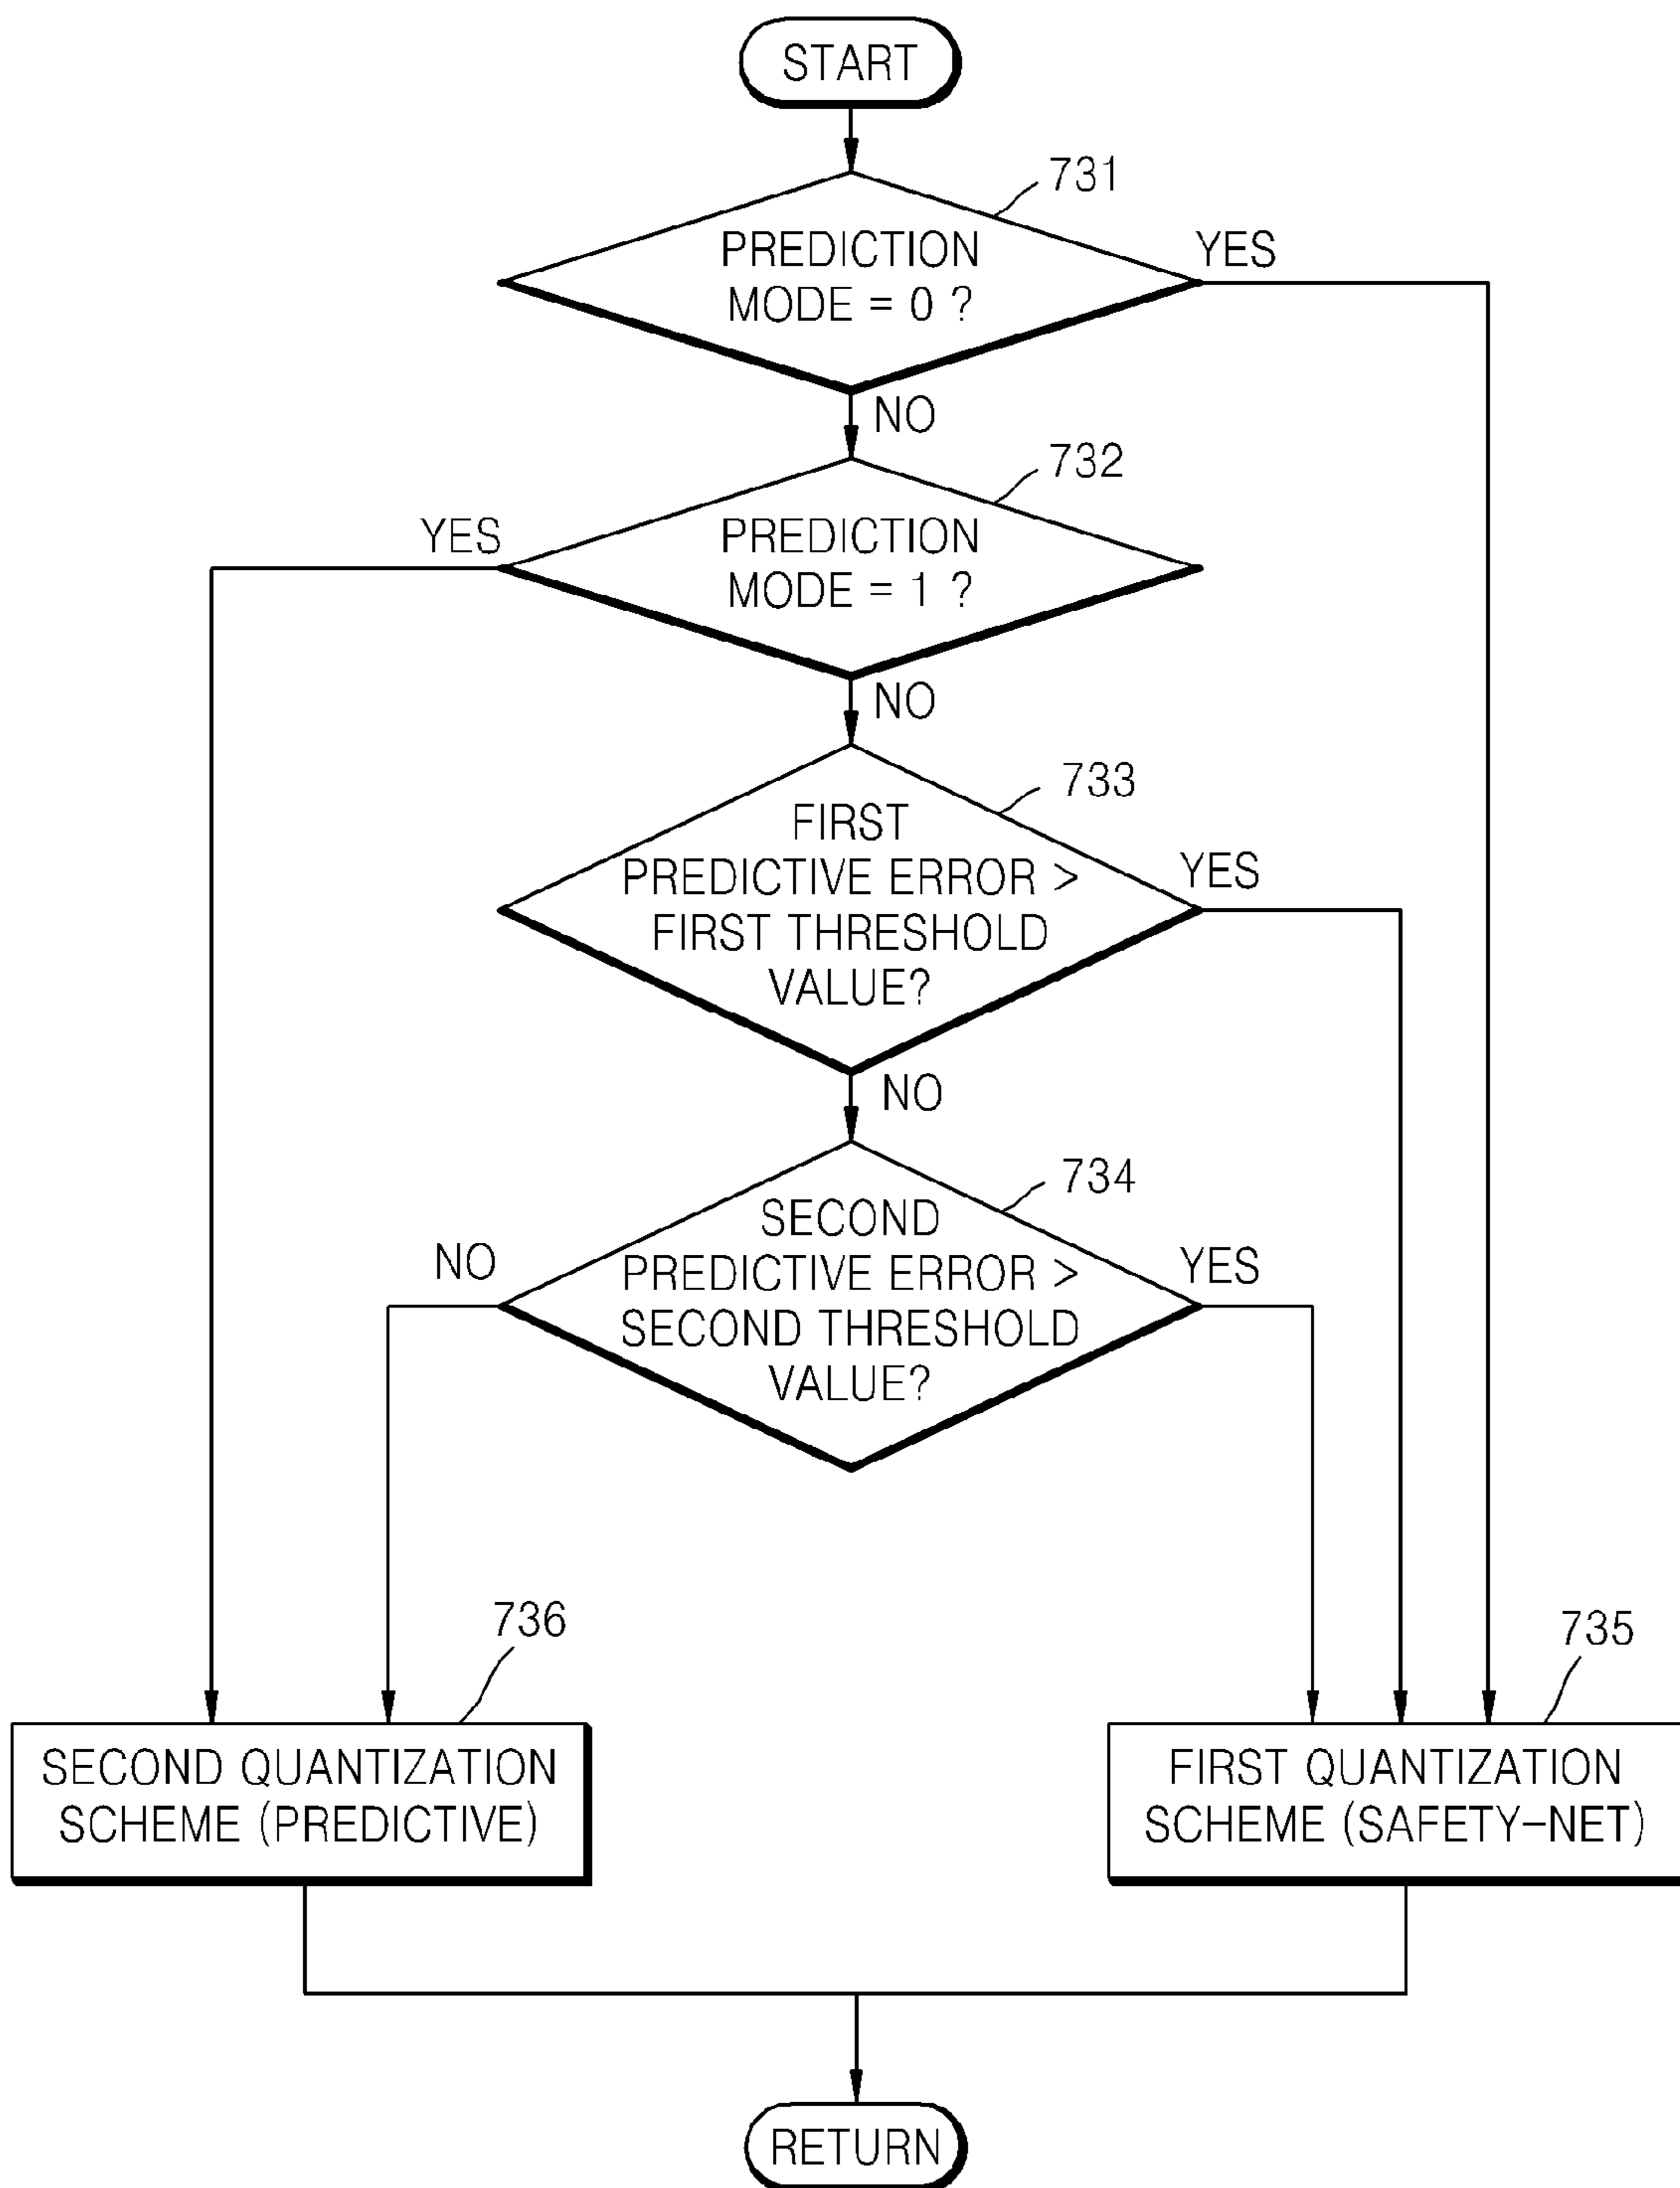 START
731
PREDICTION
MODE = 0 ?
YES
NO
732
YES
PREDICTION
MODE = 1 ?
NO
733
FIRST
PREDICTIVE ERROR >
FIRST THRESHOLD
VALUE?
YES
NO
734
NO
SECOND
PREDICTIVE ERROR >
SECOND THRESHOLD
VALUE?
YES
736
735
SECOND QUANTIZATION
SCHEME (PREDICTIVE)
FIRST QUANTIZATION
SCHEME (SAFETY-NET)
RETURN